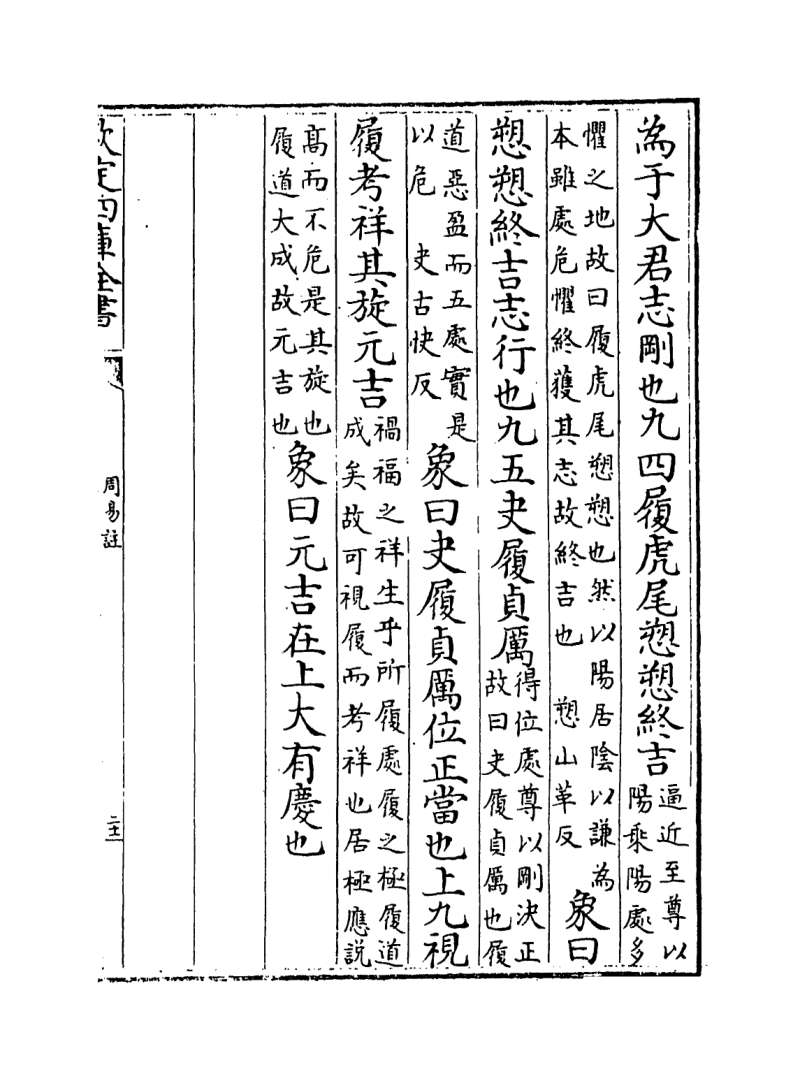 為于大君志剛也九四履虎尾愬愬終吉
逼近至尊以
陽乘陽處多
懼之地故曰履虎尾愬愬也然以陽居陰以謙為
本雖處危懼終獲其志故終吉也 愬山革反
象曰
愬愬終吉志行也九五夬履貞厲
得位處尊以剛決正
故曰夬履貞厲也履
道惡盈而五處實是
以危 夬古快反
象曰夬履貞厲位正當也上九視
履考祥其旋元吉
禍福之祥生乎所履處履之極履道
成矣故可視履而考祥也居極應說
高而不危是其旋也
履道大成故元吉也
象曰元吉在上大有慶也
欽定四庫全書
周易註
二十一